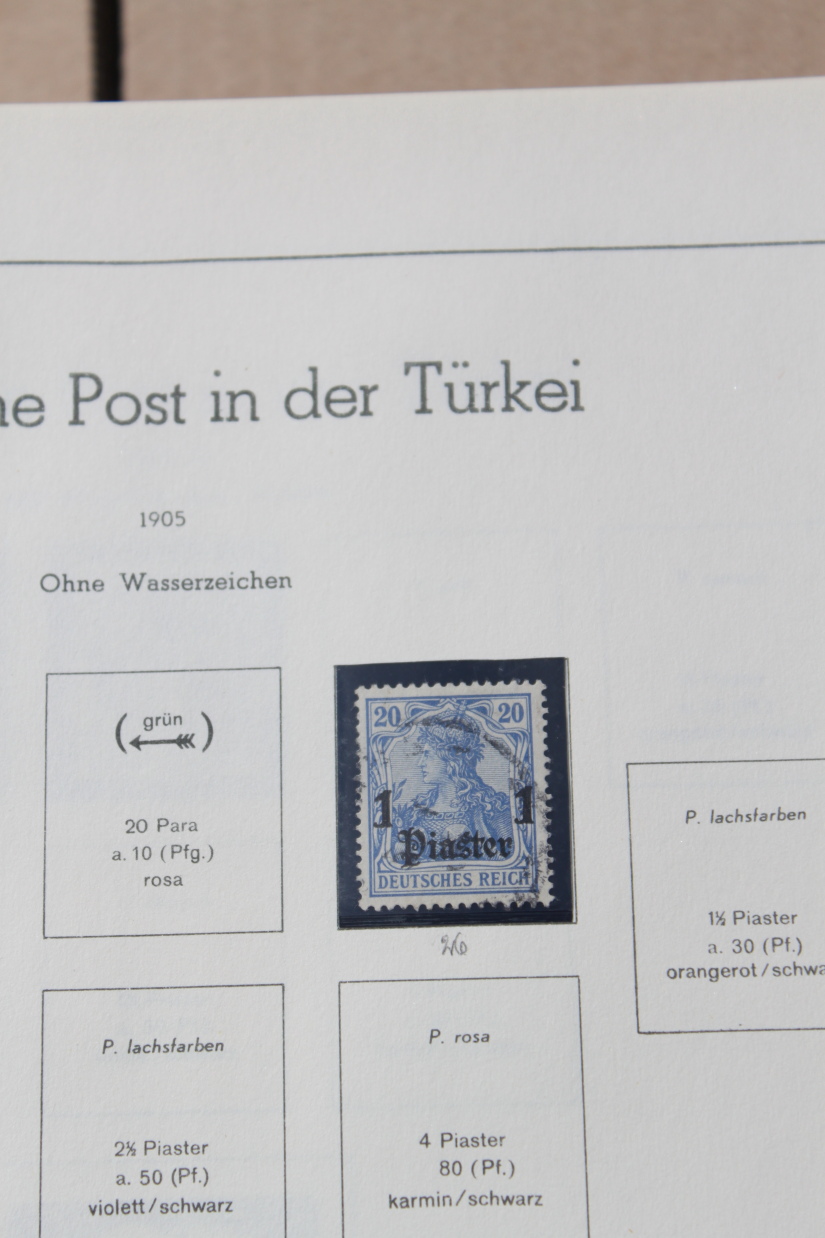 ne Post in der Türkei
1905
Ohne Wasserzeichen
( grün )
20 Para
a. 10 (Pfg.)
rosa
20 20
1 1
Piaster
DEUTSCHES REICH
26
P. lachsfarben
1½ Piaster
a. 30 (Pf.)
orangerot/schwa
P. lachsfarben
2½ Piaster
a. 50 (Pf.)
violett/schwarz
P. rosa
4 Piaster
80 (Pf.)
karmin/schwarz